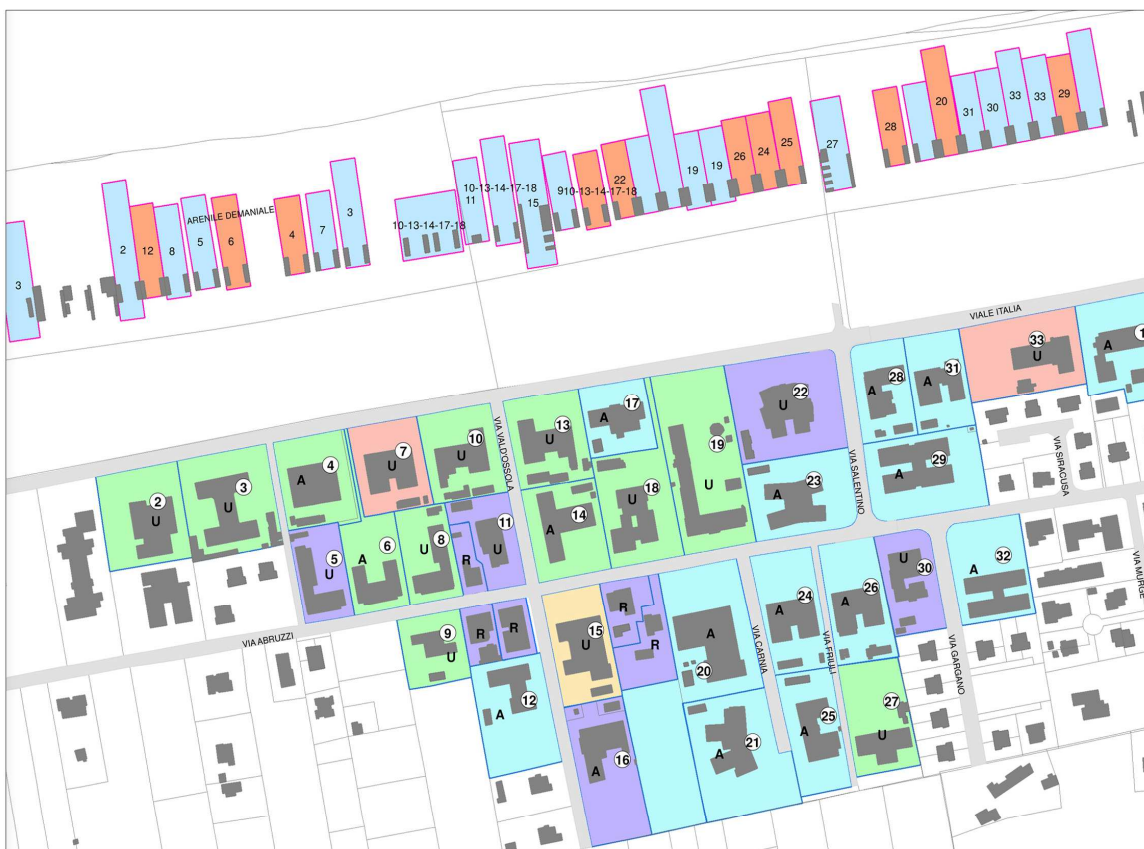 20
31
30
33
33
29
28
27
25
24
26
19
19
22
10-13-14-17-18
9
15
10-13-14-17-18
11
10-13-14-17-18
3
7
4
6
5
8
12
2
3
ARENILE DEMANIALE
VIALE ITALIA
33
U
A
1
A
28
A
31
U
22
A
17
19
U
U
13
U
10
U
7
A
4
U
3
U
2
A
29
A
23
U
18
A
14
U
11
R
U
8
A
6
U
5
VIA VALD'OSSOLA
VIA SALENTINO
VIA SIRACUSA
VIA MURGE
A
32
U
30
A
26
A
24
R
R
U
15
R
R
9
U
VIA ABRUZZI
A
20
VIA CARNIA
VIA FRIULI
VIA GARGANO
A
12
A
16
A
21
A
25
27
U